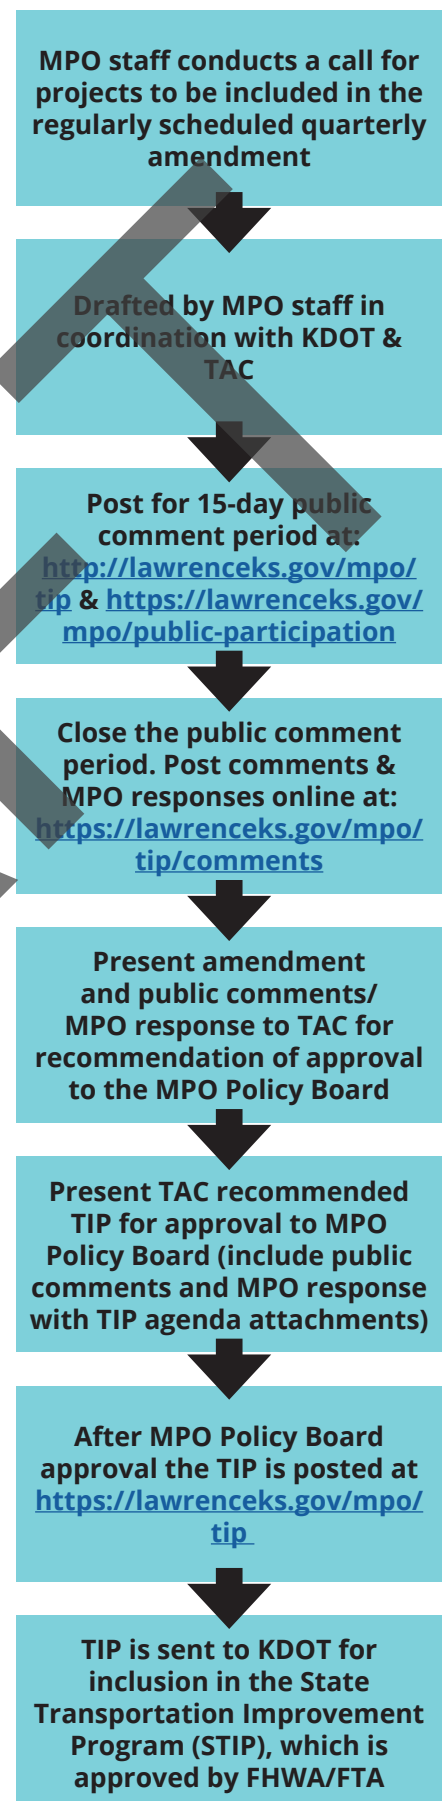 MPO staff conducts a call for
projects to be included in the
regularly scheduled quarterly
amendment
Drafted by MPO staff in
coordination with KDOT &
TAC
Post for 15-day public
comment period at:
http://lawrenceks.gov/mpo/
tip & https://lawrenceks.gov/
mpo/public-participation
Close the public comment
period. Post comments &
MPO responses online at:
https://lawrenceks.gov/mpo/
tip/comments
Present amendment
and public comments/
MPO response to TAC for
recommendation of approval
to the MPO Policy Board
Present TAC recommended
TIP for approval to MPO
Policy Board (include public
comments and MPO response
with TIP agenda attachments)
After MPO Policy Board
approval the TIP is posted at
https://lawrenceks.gov/mpo/
tip
TIP is sent to KDOT for
inclusion in the State
Transportation Improvement
Program (STIP), which is
approved by FHWA/FTA